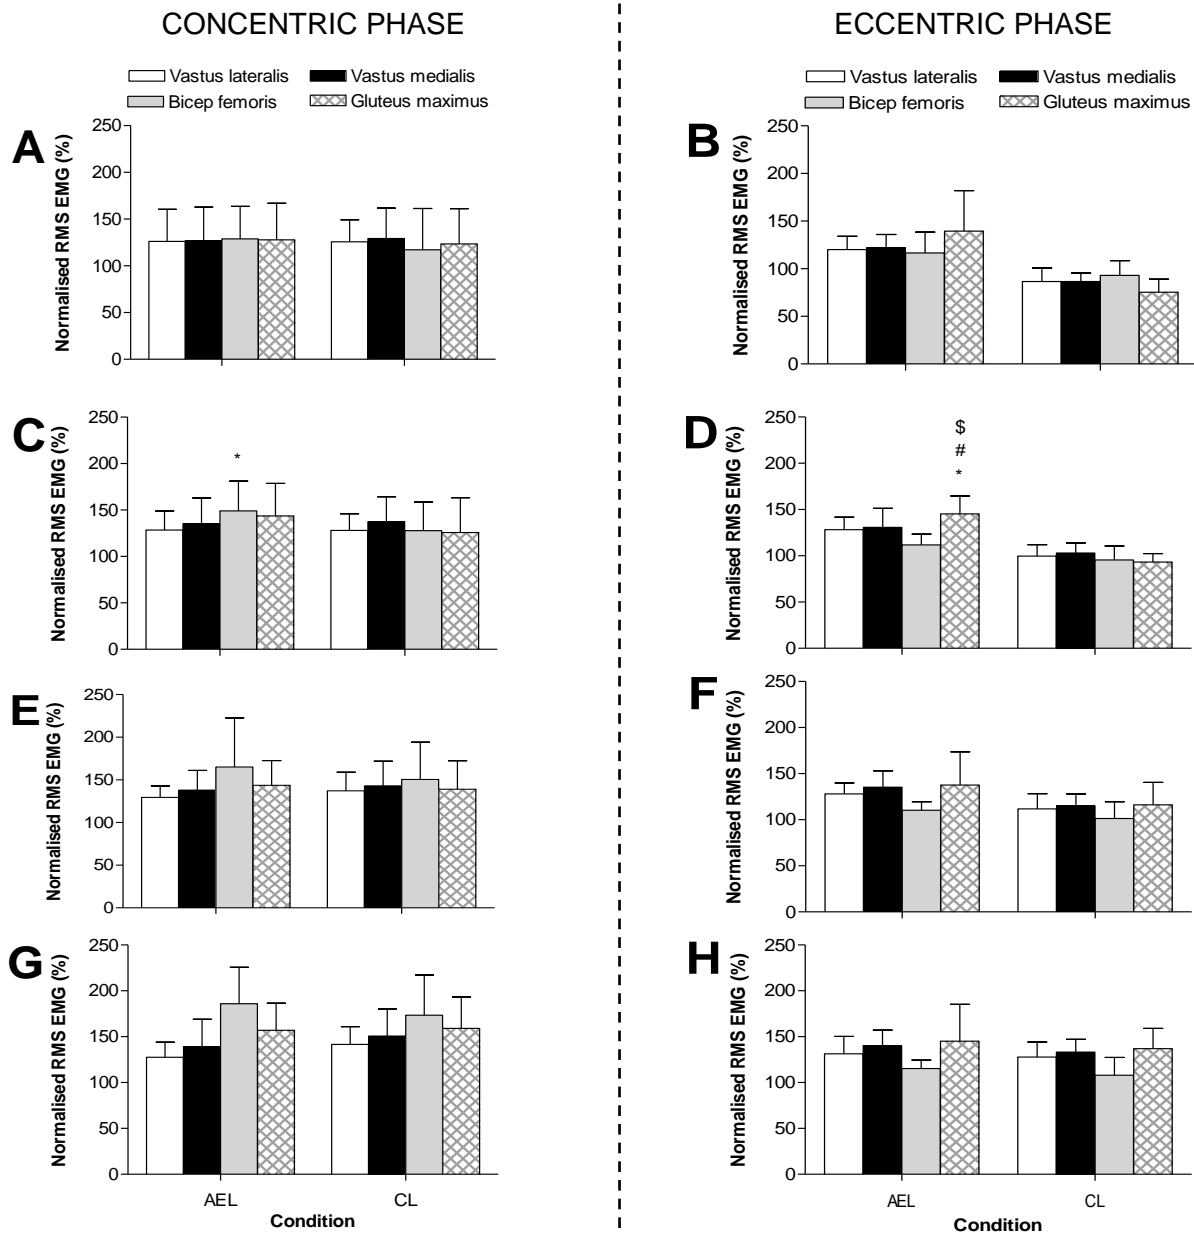 CONCENTRIC PHASE
Vastus lateralis Vastus medialis
Bicep femoris Gluteus maximus
A
Normalised RMS EMG (%)
250
200
150
100
50
0
C
Normalised RMS EMG (%)
250
200
150
100
50
0
*
E
Normalised RMS EMG (%)
250
200
150
100
50
0
G
Normalised RMS EMG (%)
250
200
150
100
50
0
AEL CL
Condition
ECCENTRIC PHASE
Vastus lateralis Vastus medialis
Bicep femoris Gluteus maximus
B
Normalised RMS EMG (%)
250
200
150
100
50
0
D
Normalised RMS EMG (%)
250
200
150
100
50
0
$
#
*
F
Normalised RMS EMG (%)
250
200
150
100
50
0
H
Normalised RMS EMG (%)
250
200
150
100
50
0
AEL CL
Condition